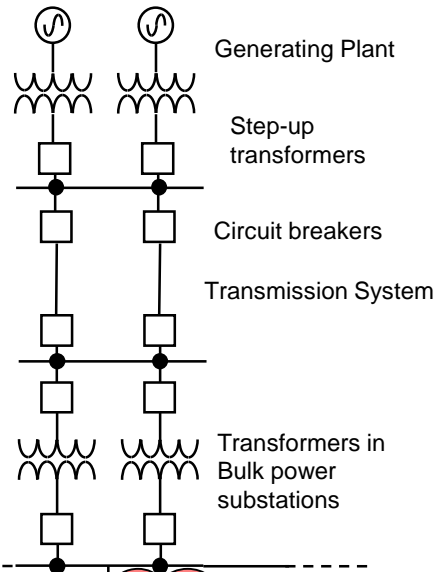 Generating Plant
Step-up
transformers
Circuit breakers
Transmission System
Transformers in
Bulk power
substations